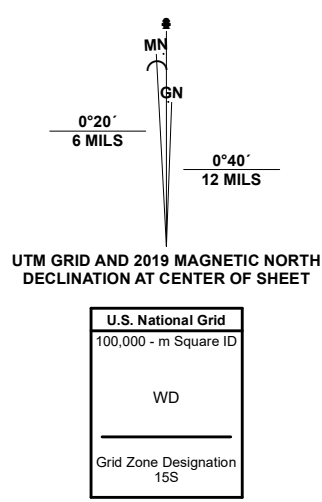 MN
GN
0°20´
6 MILS
0°40´
12 MILS
UTM GRID AND 2019 MAGNETIC NORTH
DECLINATION AT CENTER OF SHEET
U.S. National Grid
100,000 - m Square ID
WD
Grid Zone Designation
15S